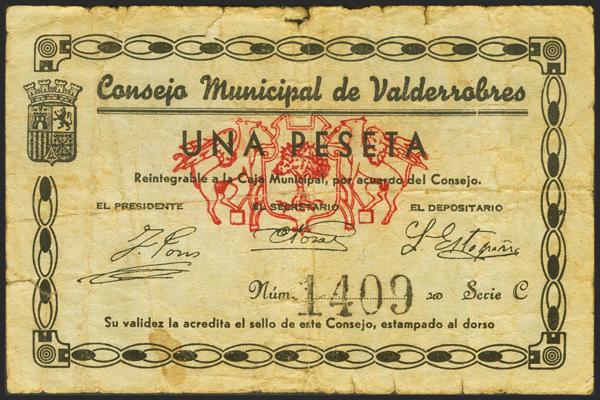 Consejo Municipal de Valderrobres
UNA PESETA
Reintegrable a la Caja Municipal, por acuerdo del Consejo.
EL PRESIDENTE EL SECRETARIO EL DEPOSITARIO
J. Pons
Núm. 1409 Serie C
Su validez la acredita el sello de este Consejo, estampado al dorso